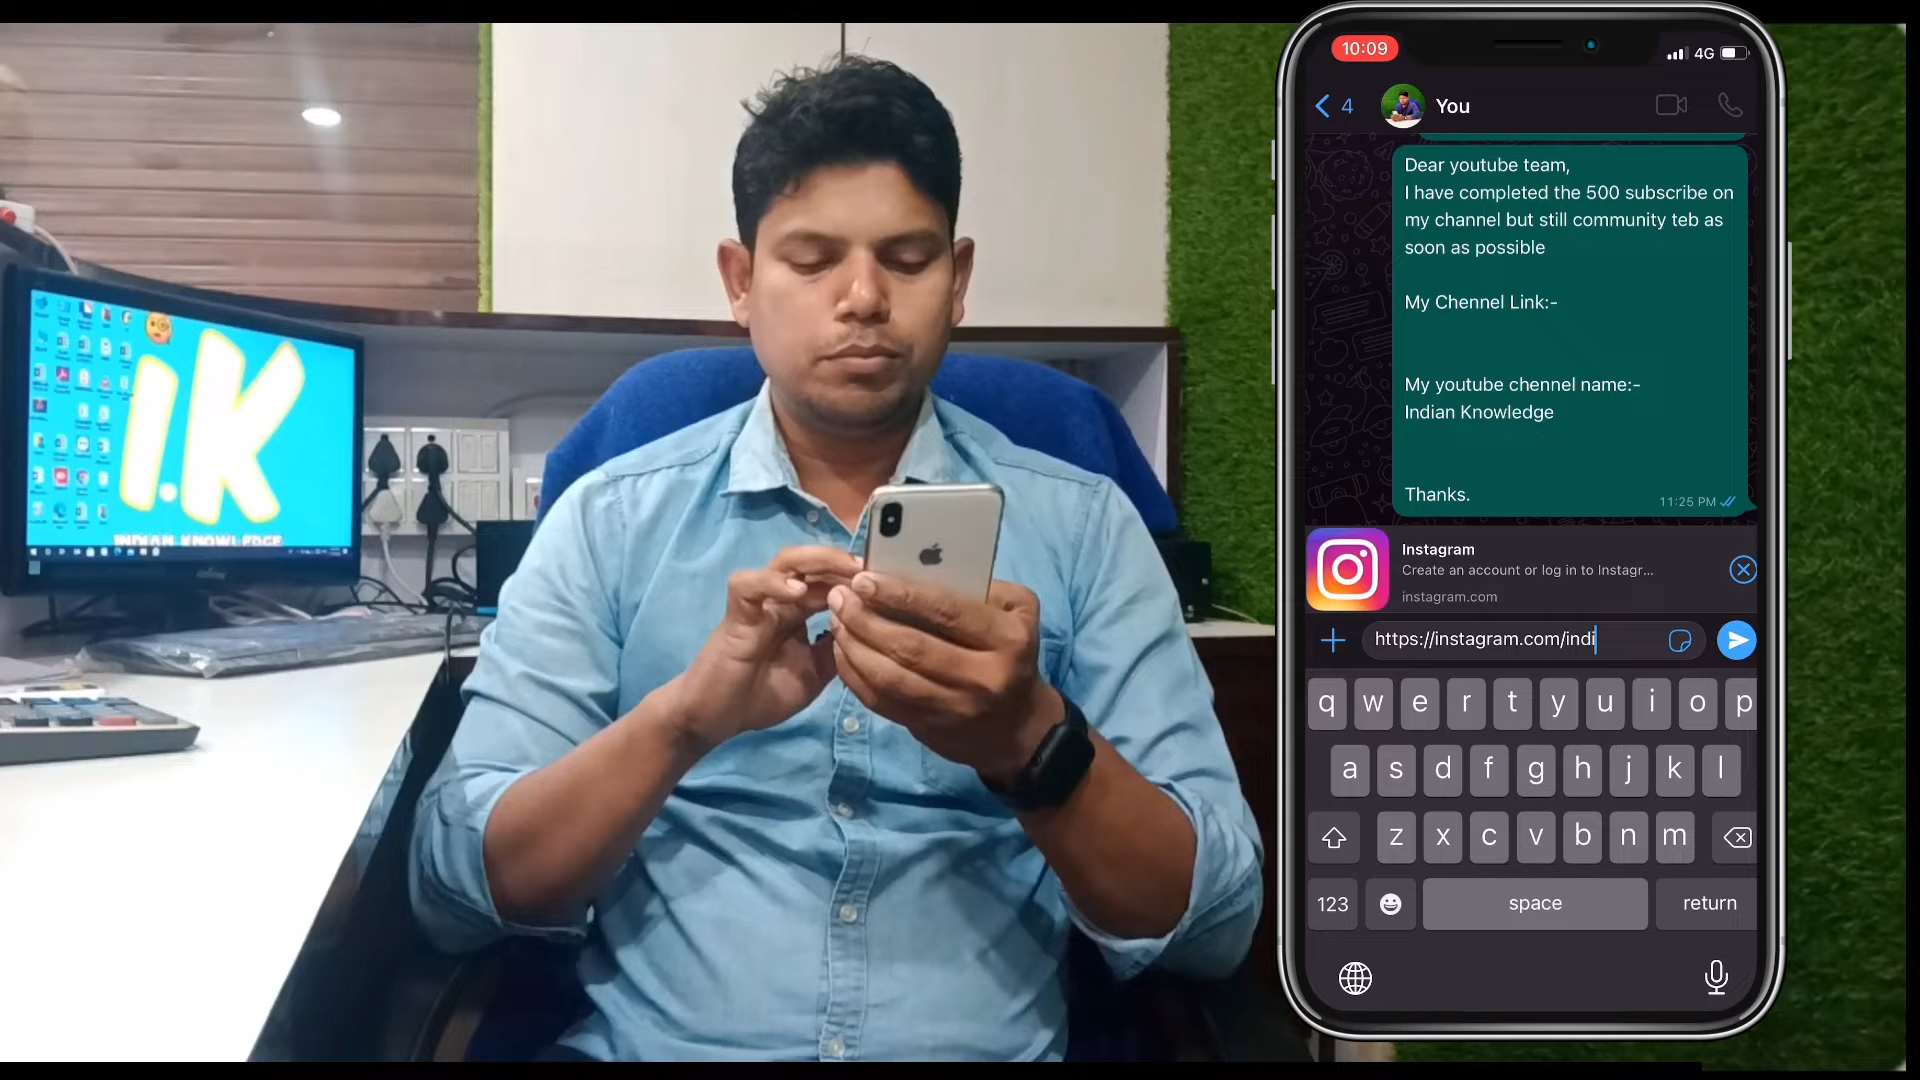 I.K
INDIAN KNOWLEDGE
10:09
4G
4
You
Dear youtube team,
I have completed the 500 subscribe on
my channel but still community teb as
soon as possible
My Chennel Link:-
My youtube chennel name:-
Indian Knowledge
Thanks.
11:25 PM
Instagram
Create an account or log in to Instagr...
instagram.com
https://instagram.com/indi
q w e r t y u i o p
a s d f g h j k l
z x c v b n m
123
space
return